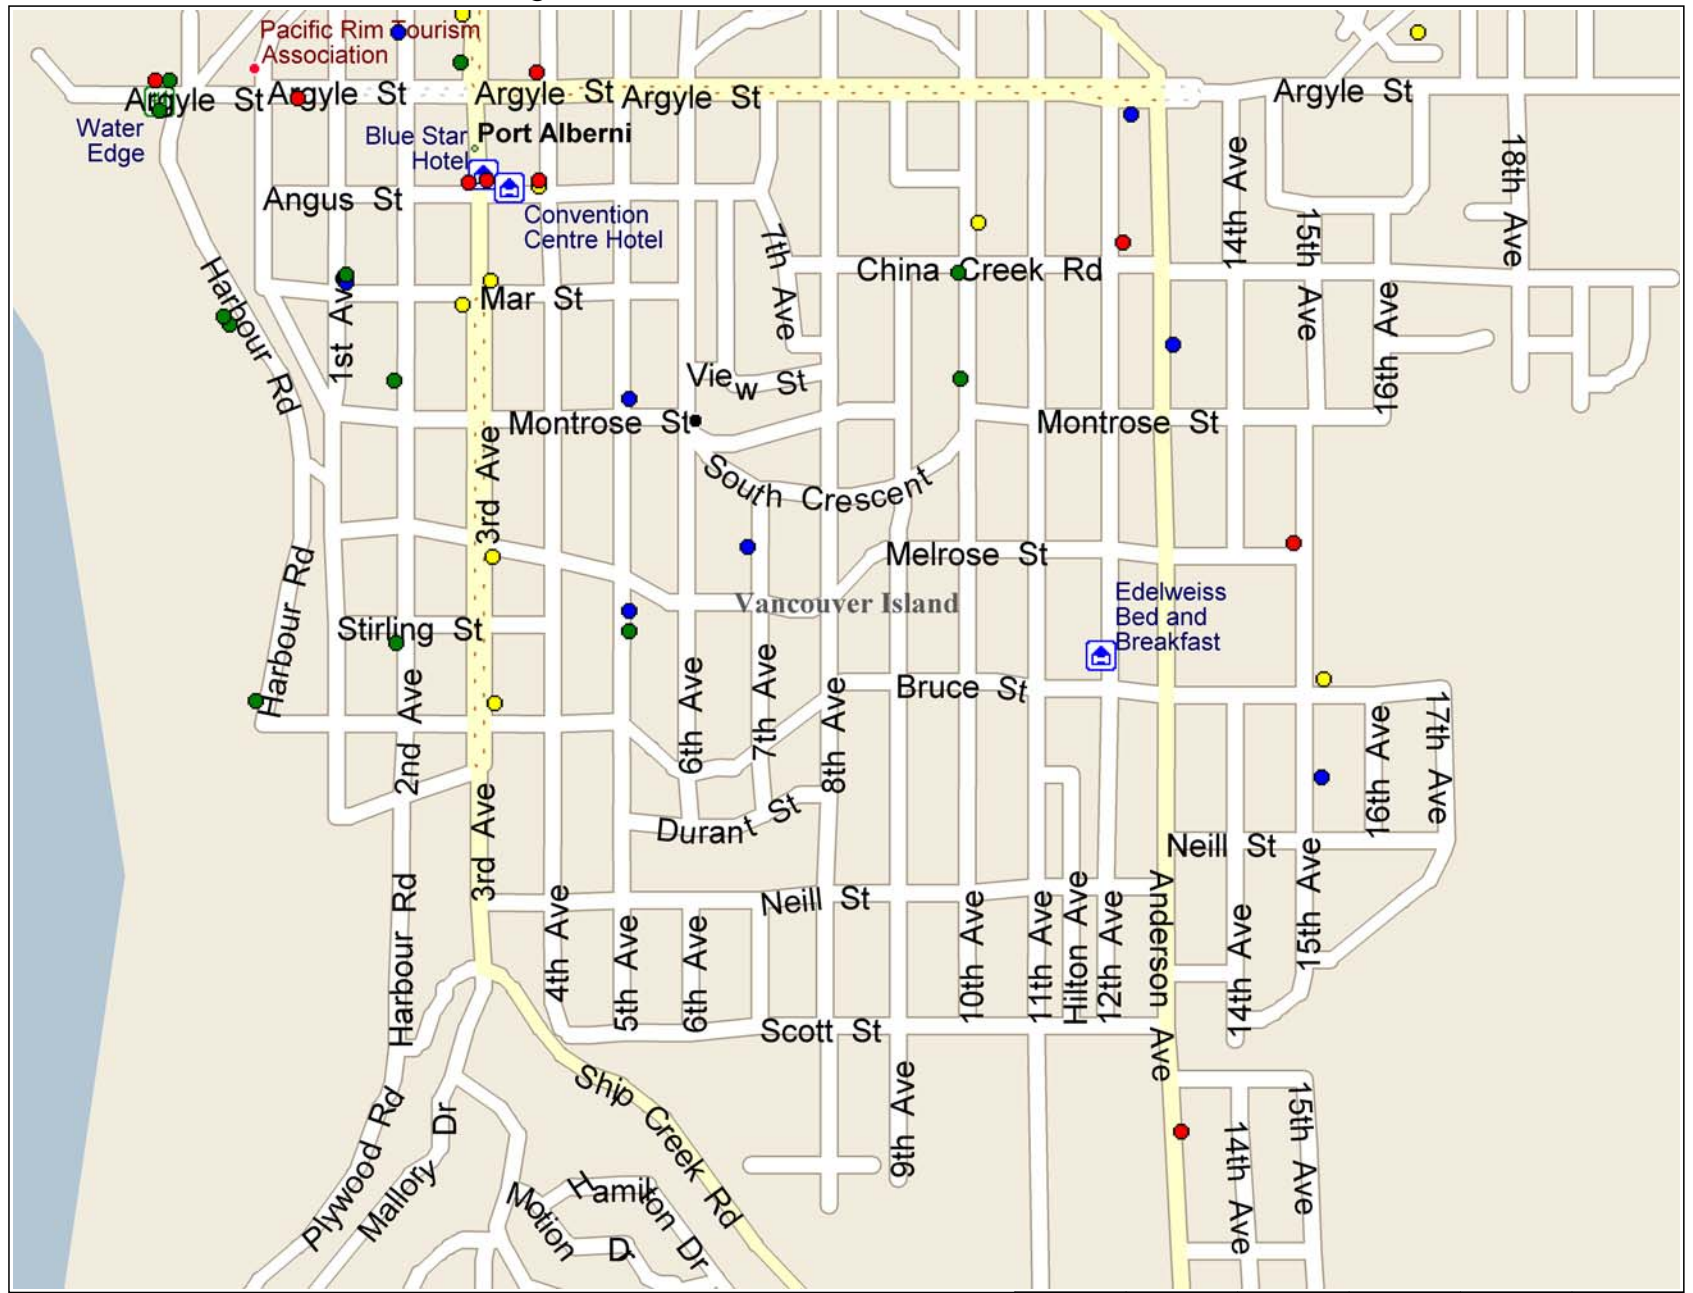 Pacific Rim Tourism
Association
Argyle St
Argyle St
Argyle St
Argyle St
Argyle St
Water
Edge
Blue Star
Hotel
Port Alberni
14th Ave
18th Ave
Angus St
Convention
Centre Hotel
7th Ave
15th Ave
China Creek Rd
Harbour Rd
1st Ave
Mar St
16th Ave
View St
Montrose St
Montrose St
3rd Ave
South Crescent
Melrose St
Harbour Rd
Vancouver Island
Edelweiss
Bed and
Breakfast
Stirling St
2nd Ave
6th Ave
7th Ave
8th Ave
Bruce St
16th Ave
17th Ave
3rd Ave
Durant St
Neill St
Neill St
Harbour Rd
4th Ave
5th Ave
6th Ave
10th Ave
11th Ave
Hilton Ave
12th Ave
Anderson Ave
14th Ave
15th Ave
Scott St
Ship Creek Rd
9th Ave
Plywood Rd
Mallory Dr
Hamilton Dr
Motion Dr
14th Ave
15th Ave